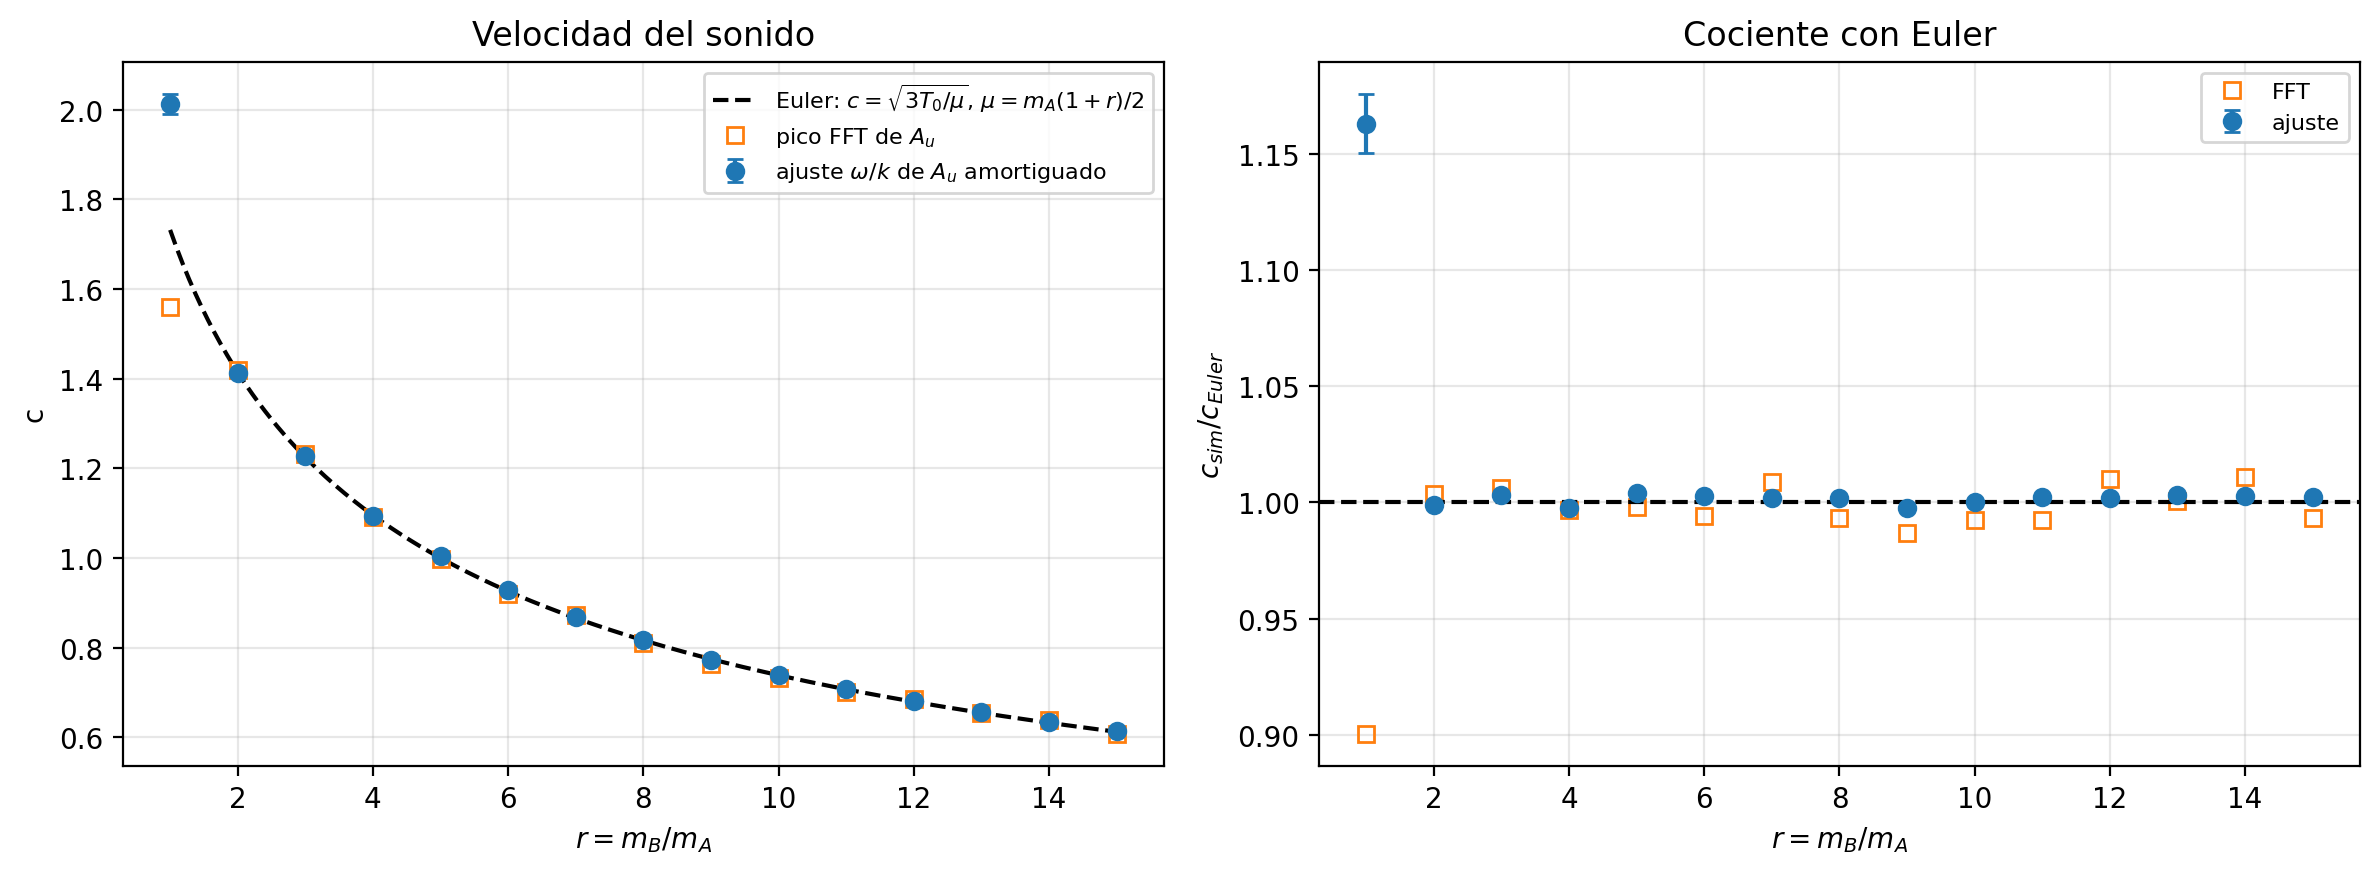 Velocidad del sonido
Euler: c = √3T₀/μ, μ = m_A(1 + r)/2
pico FFT de A_u
ajuste ω/k de A_u amortiguado
c
2.0
1.8
1.6
1.4
1.2
1.0
0.8
0.6
2 4 6 8 10 12 14
r = m_B/m_A
Cociente con Euler
FFT
ajuste
c_sim/c_Euler
1.15
1.10
1.05
1.00
0.95
0.90
2 4 6 8 10 12 14
r = m_B/m_A